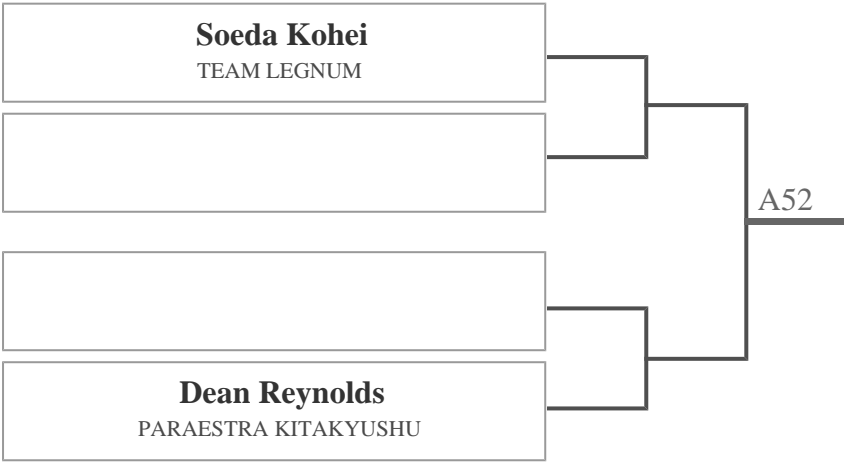 Soeda Kohei
TEAM LEGNUM
A52
Dean Reynolds
PARAESTRA KITAKYUSHU